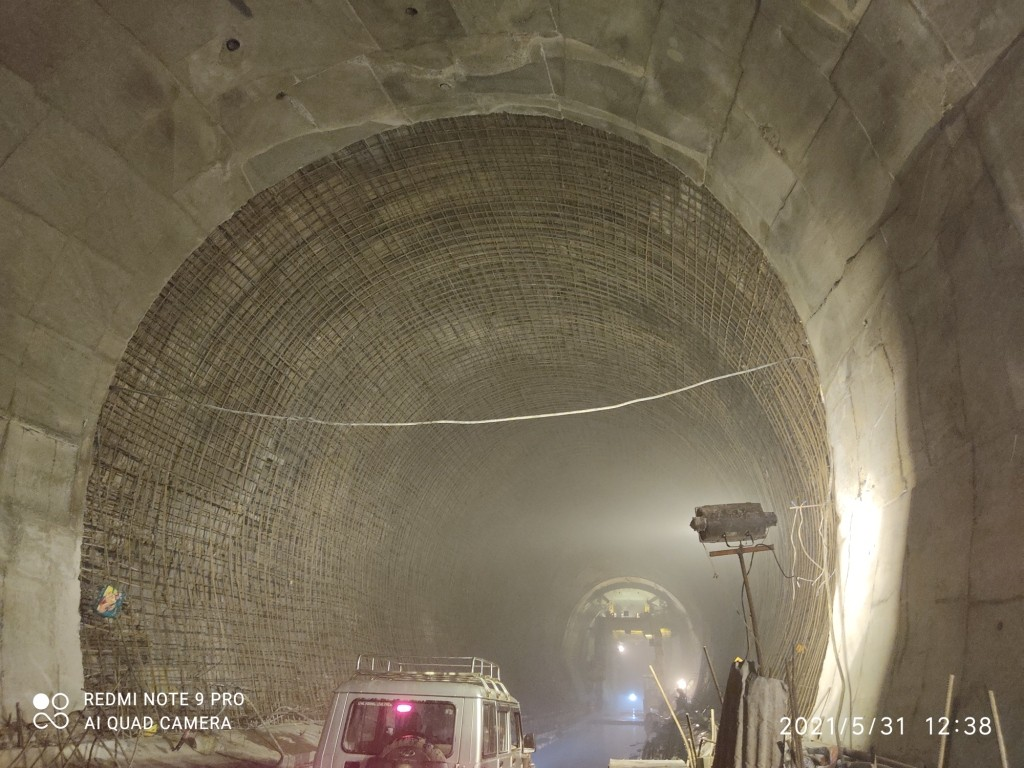 REDMI NOTE 9 PRO
AI QUAD CAMERA
2021/5/31 12:38